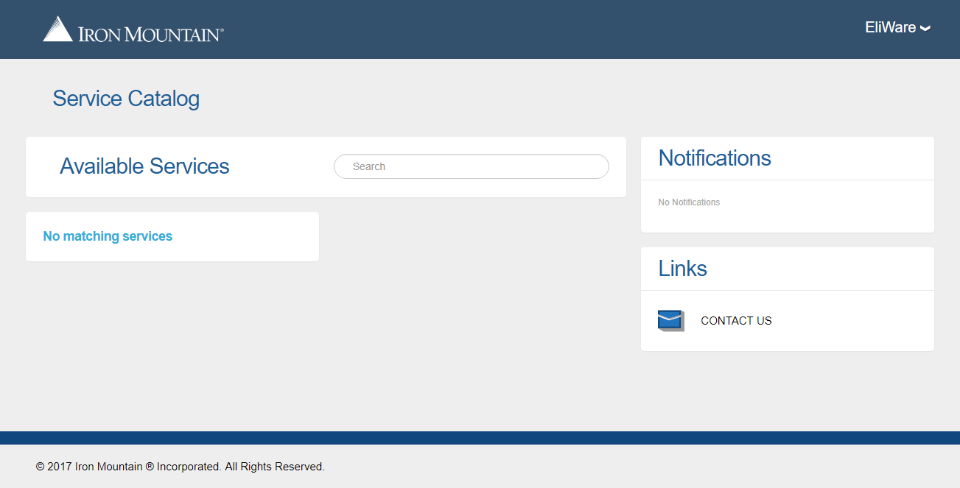 IRON MOUNTAIN®
EliWare
Service Catalog
Available Services
Search
No matching services
Notifications
No Notifications
Links
CONTACT US
© 2017 Iron Mountain ® Incorporated. All Rights Reserved.